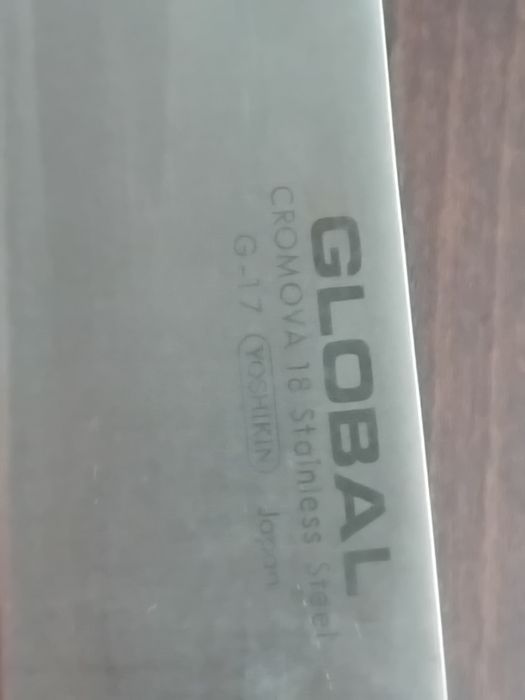 GLOBAL
CROMOVA 18 Stainless Steel
G-17 YOSHIKIN Japan